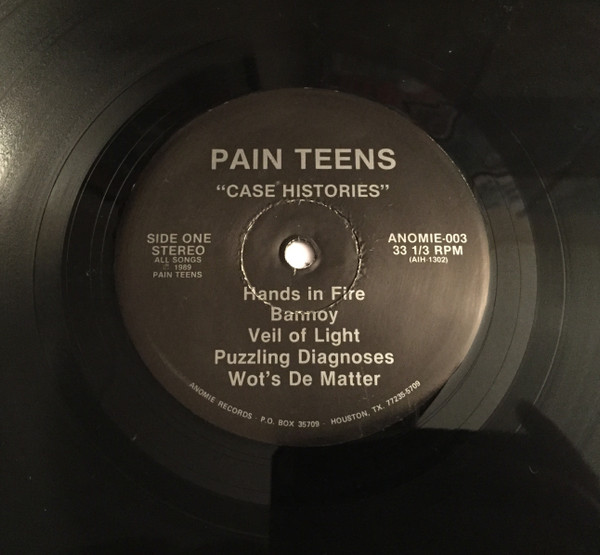 PAIN TEENS
"CASE HISTORIES"
SIDE ONE
STEREO
ALL SONGS
© 1989
PAIN TEENS
ANOMIE-003
33 1/3 RPM
(AIH-1302)
Hands in Fire
Bannoy
Veil of Light
Puzzling Diagnoses
Wot's De Matter
ANOMIE RECORDS · P.O. BOX 35709 · HOUSTON, TX. 77235-5709